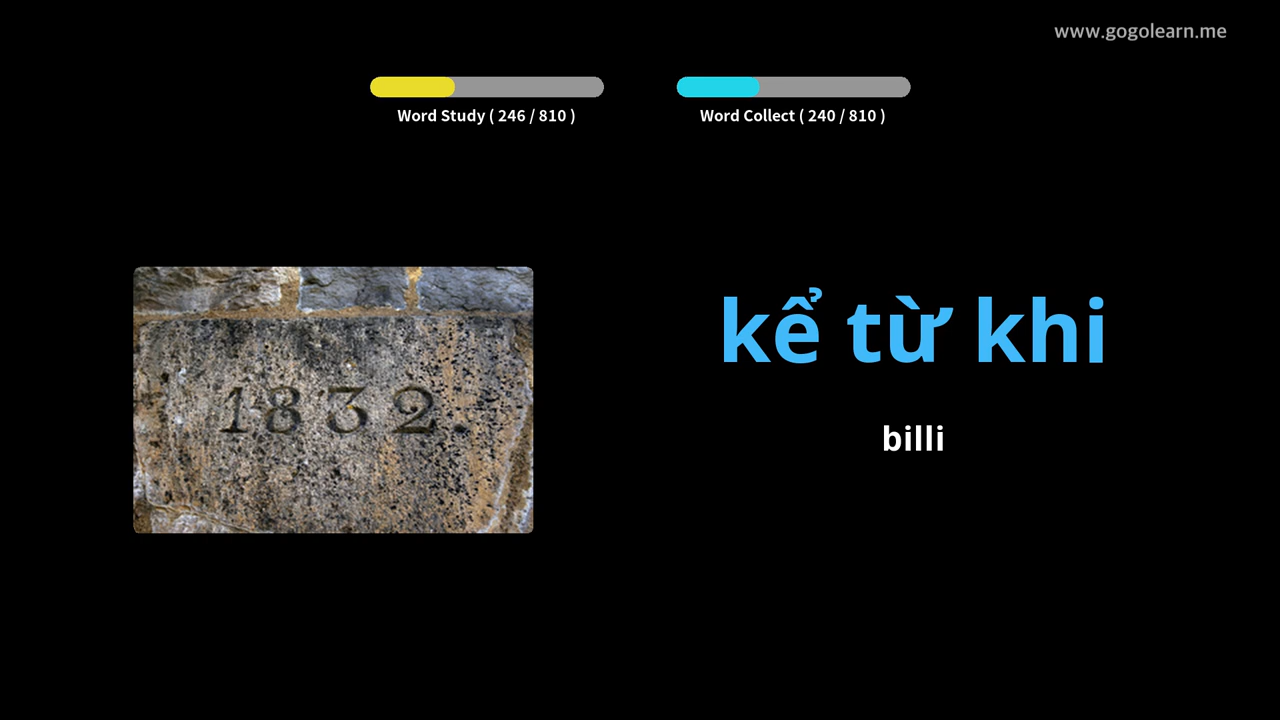 www.gogolearn.me
Word Study ( 246 / 810 )
Word Collect ( 240 / 810 )
1832.
kể từ khi
billi